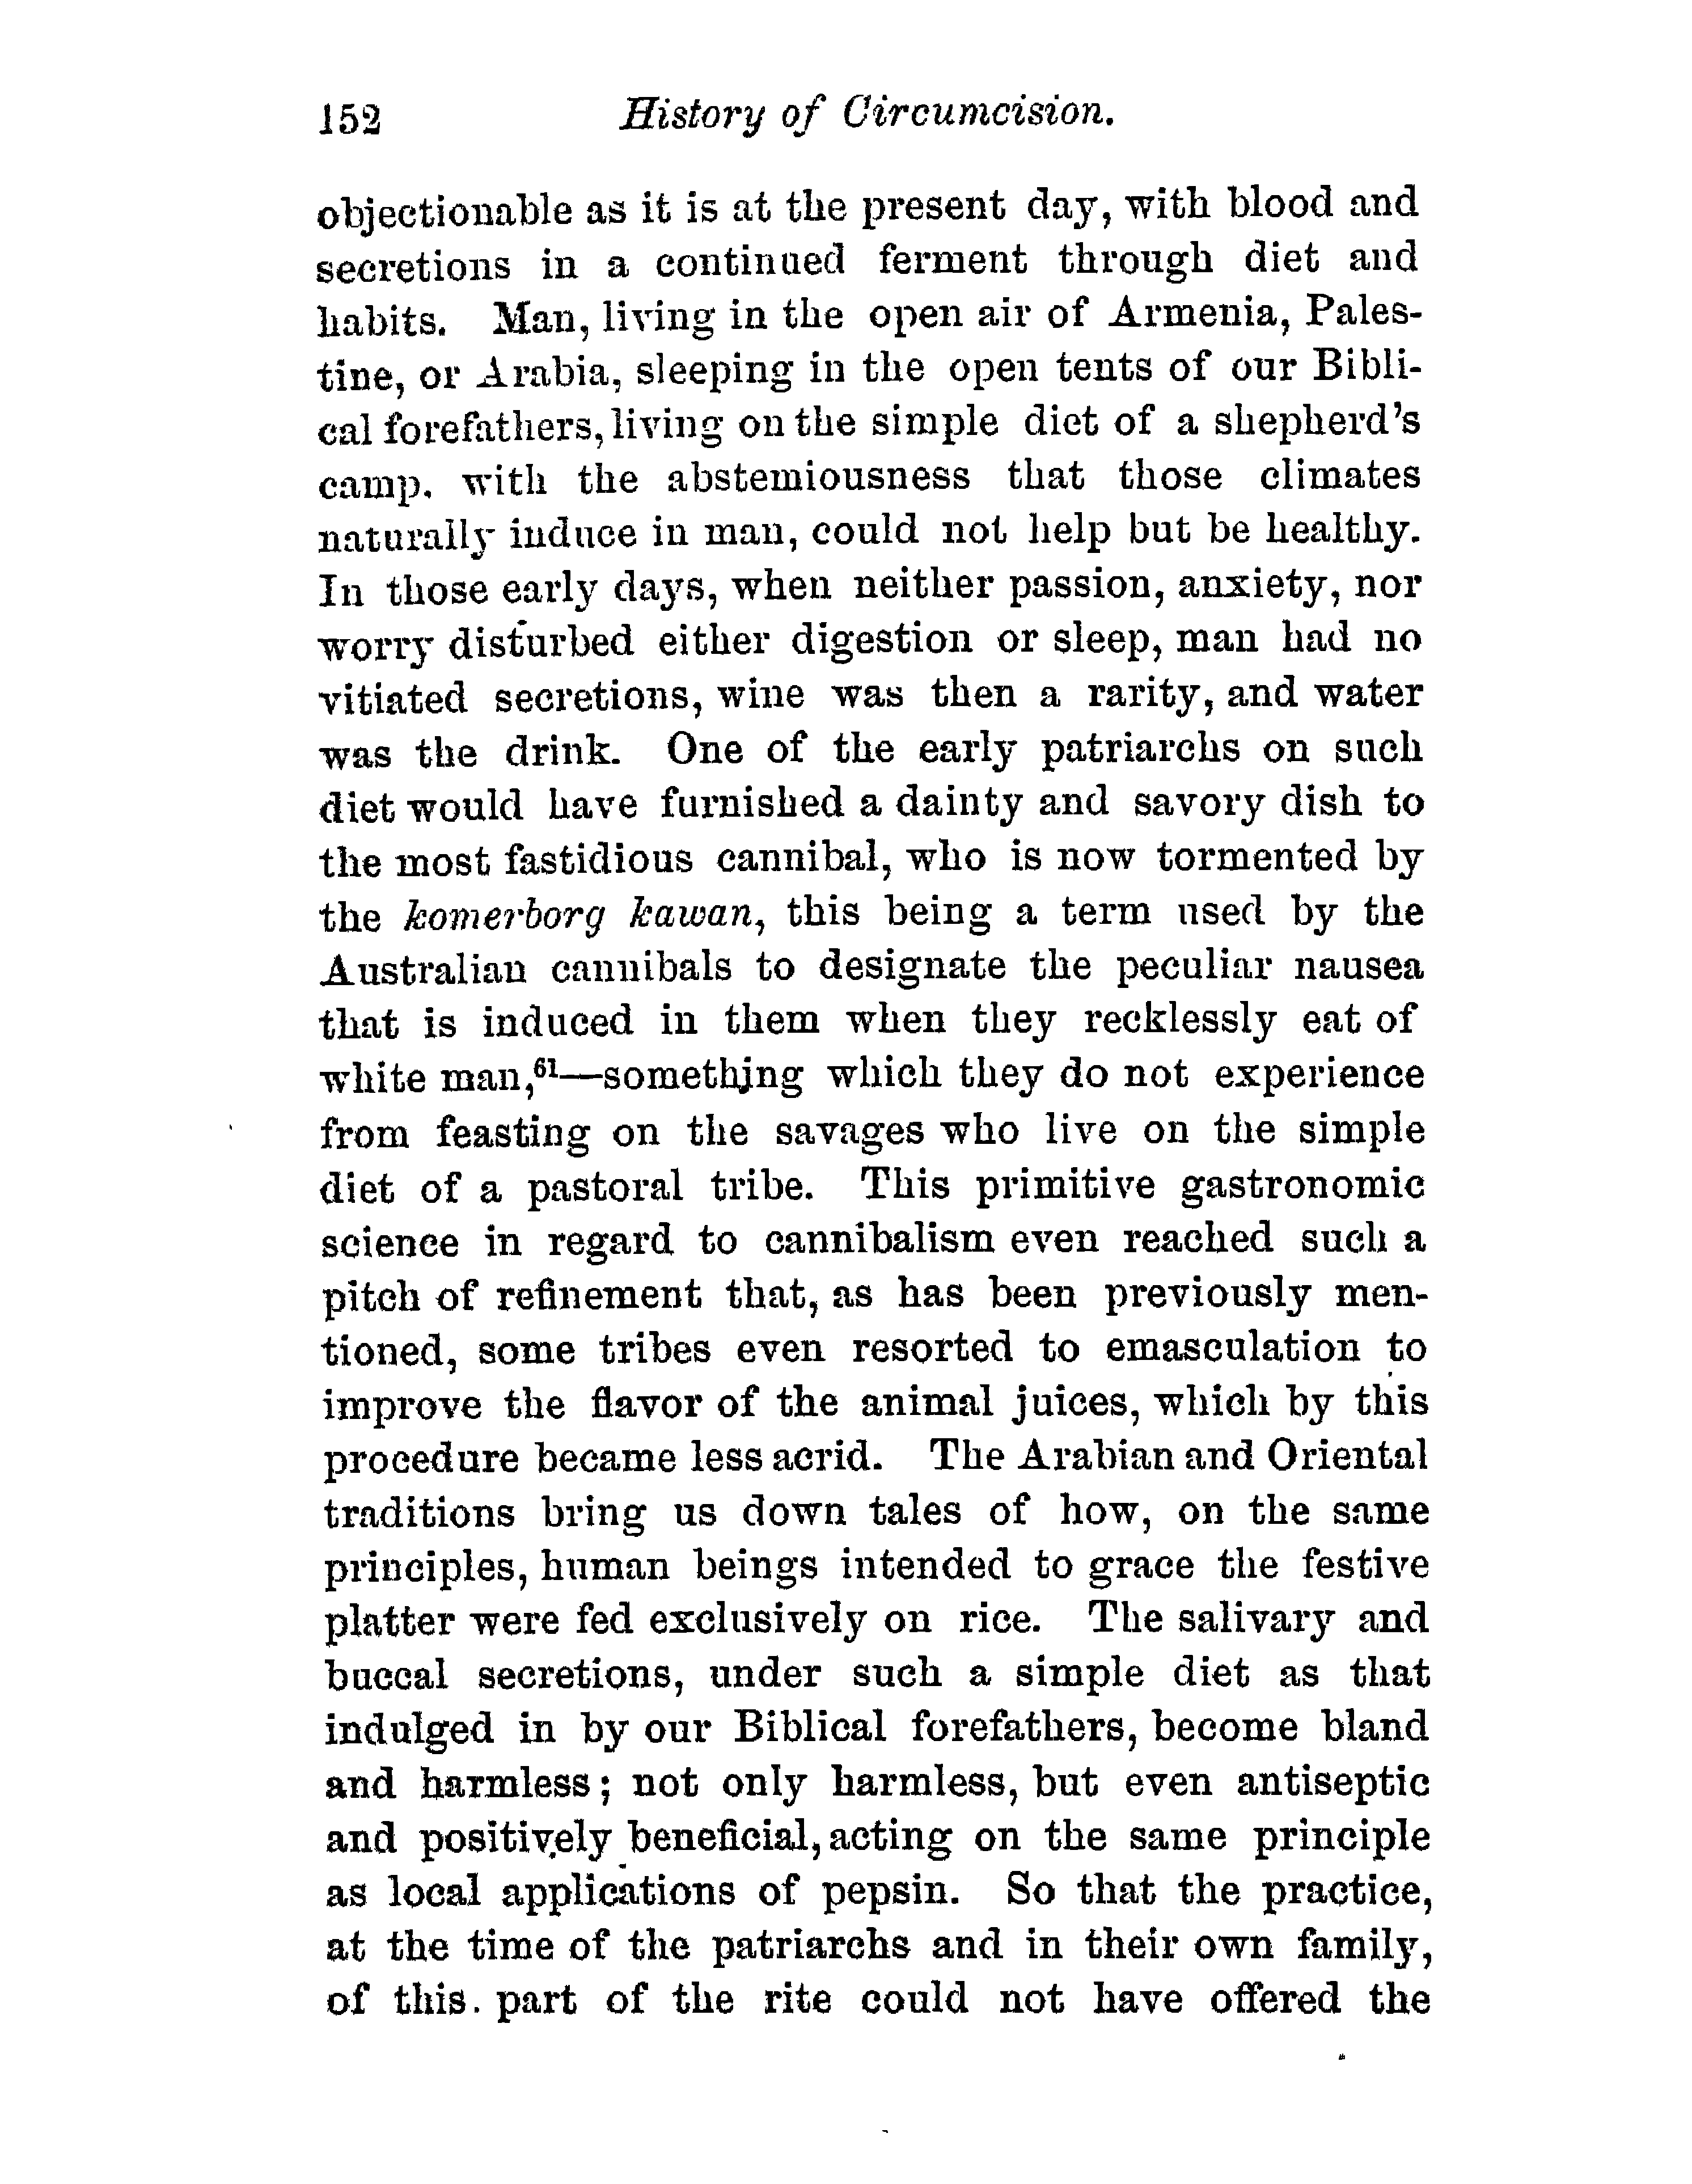 152 History of Circumcision.
objectionable as it is at the present day, with blood and
secretions in a continued ferment through diet and
habits. Man, living in the open air of Armenia, Pales-
tine, or Arabia, sleeping in the open tents of our Bibli-
cal forefathers, living on the simple diet of a shepherd's
camp, with the abstemiousness that those climates
naturally induce in man, could not help but be healthy.
In those early days, when neither passion, anxiety, nor
worry disturbed either digestion or sleep, man had no
vitiated secretions, wine was then a rarity, and water
was the drink. One of the early patriarchs on such
diet would have furnished a dainty and savory dish to
the most fastidious cannibal, who is now tormented by
the komerborg kawan, this being a term used by the
Australian cannibals to designate the peculiar nausea
that is induced in them when they recklessly eat of
white man,⁶¹—something which they do not experience
from feasting on the savages who live on the simple
diet of a pastoral tribe. This primitive gastronomic
science in regard to cannibalism even reached such a
pitch of refinement that, as has been previously men-
tioned, some tribes even resorted to emasculation to
improve the flavor of the animal juices, which by this
procedure became less acrid. The Arabian and Oriental
traditions bring us down tales of how, on the same
principles, human beings intended to grace the festive
platter were fed exclusively on rice. The salivary and
buccal secretions, under such a simple diet as that
indulged in by our Biblical forefathers, become bland
and harmless; not only harmless, but even antiseptic
and positively beneficial, acting on the same principle
as local applications of pepsin. So that the practice,
at the time of the patriarchs and in their own family,
of this part of the rite could not have offered the